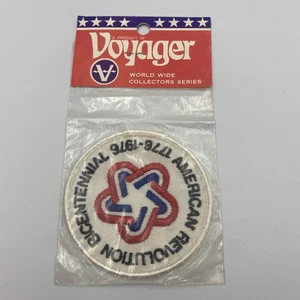 A PRODUCT OF
Voyager
V
WORLD WIDE
COLLECTORS SERIES
AMERICAN REVOLUTION BICENTENNIAL 1776-1976